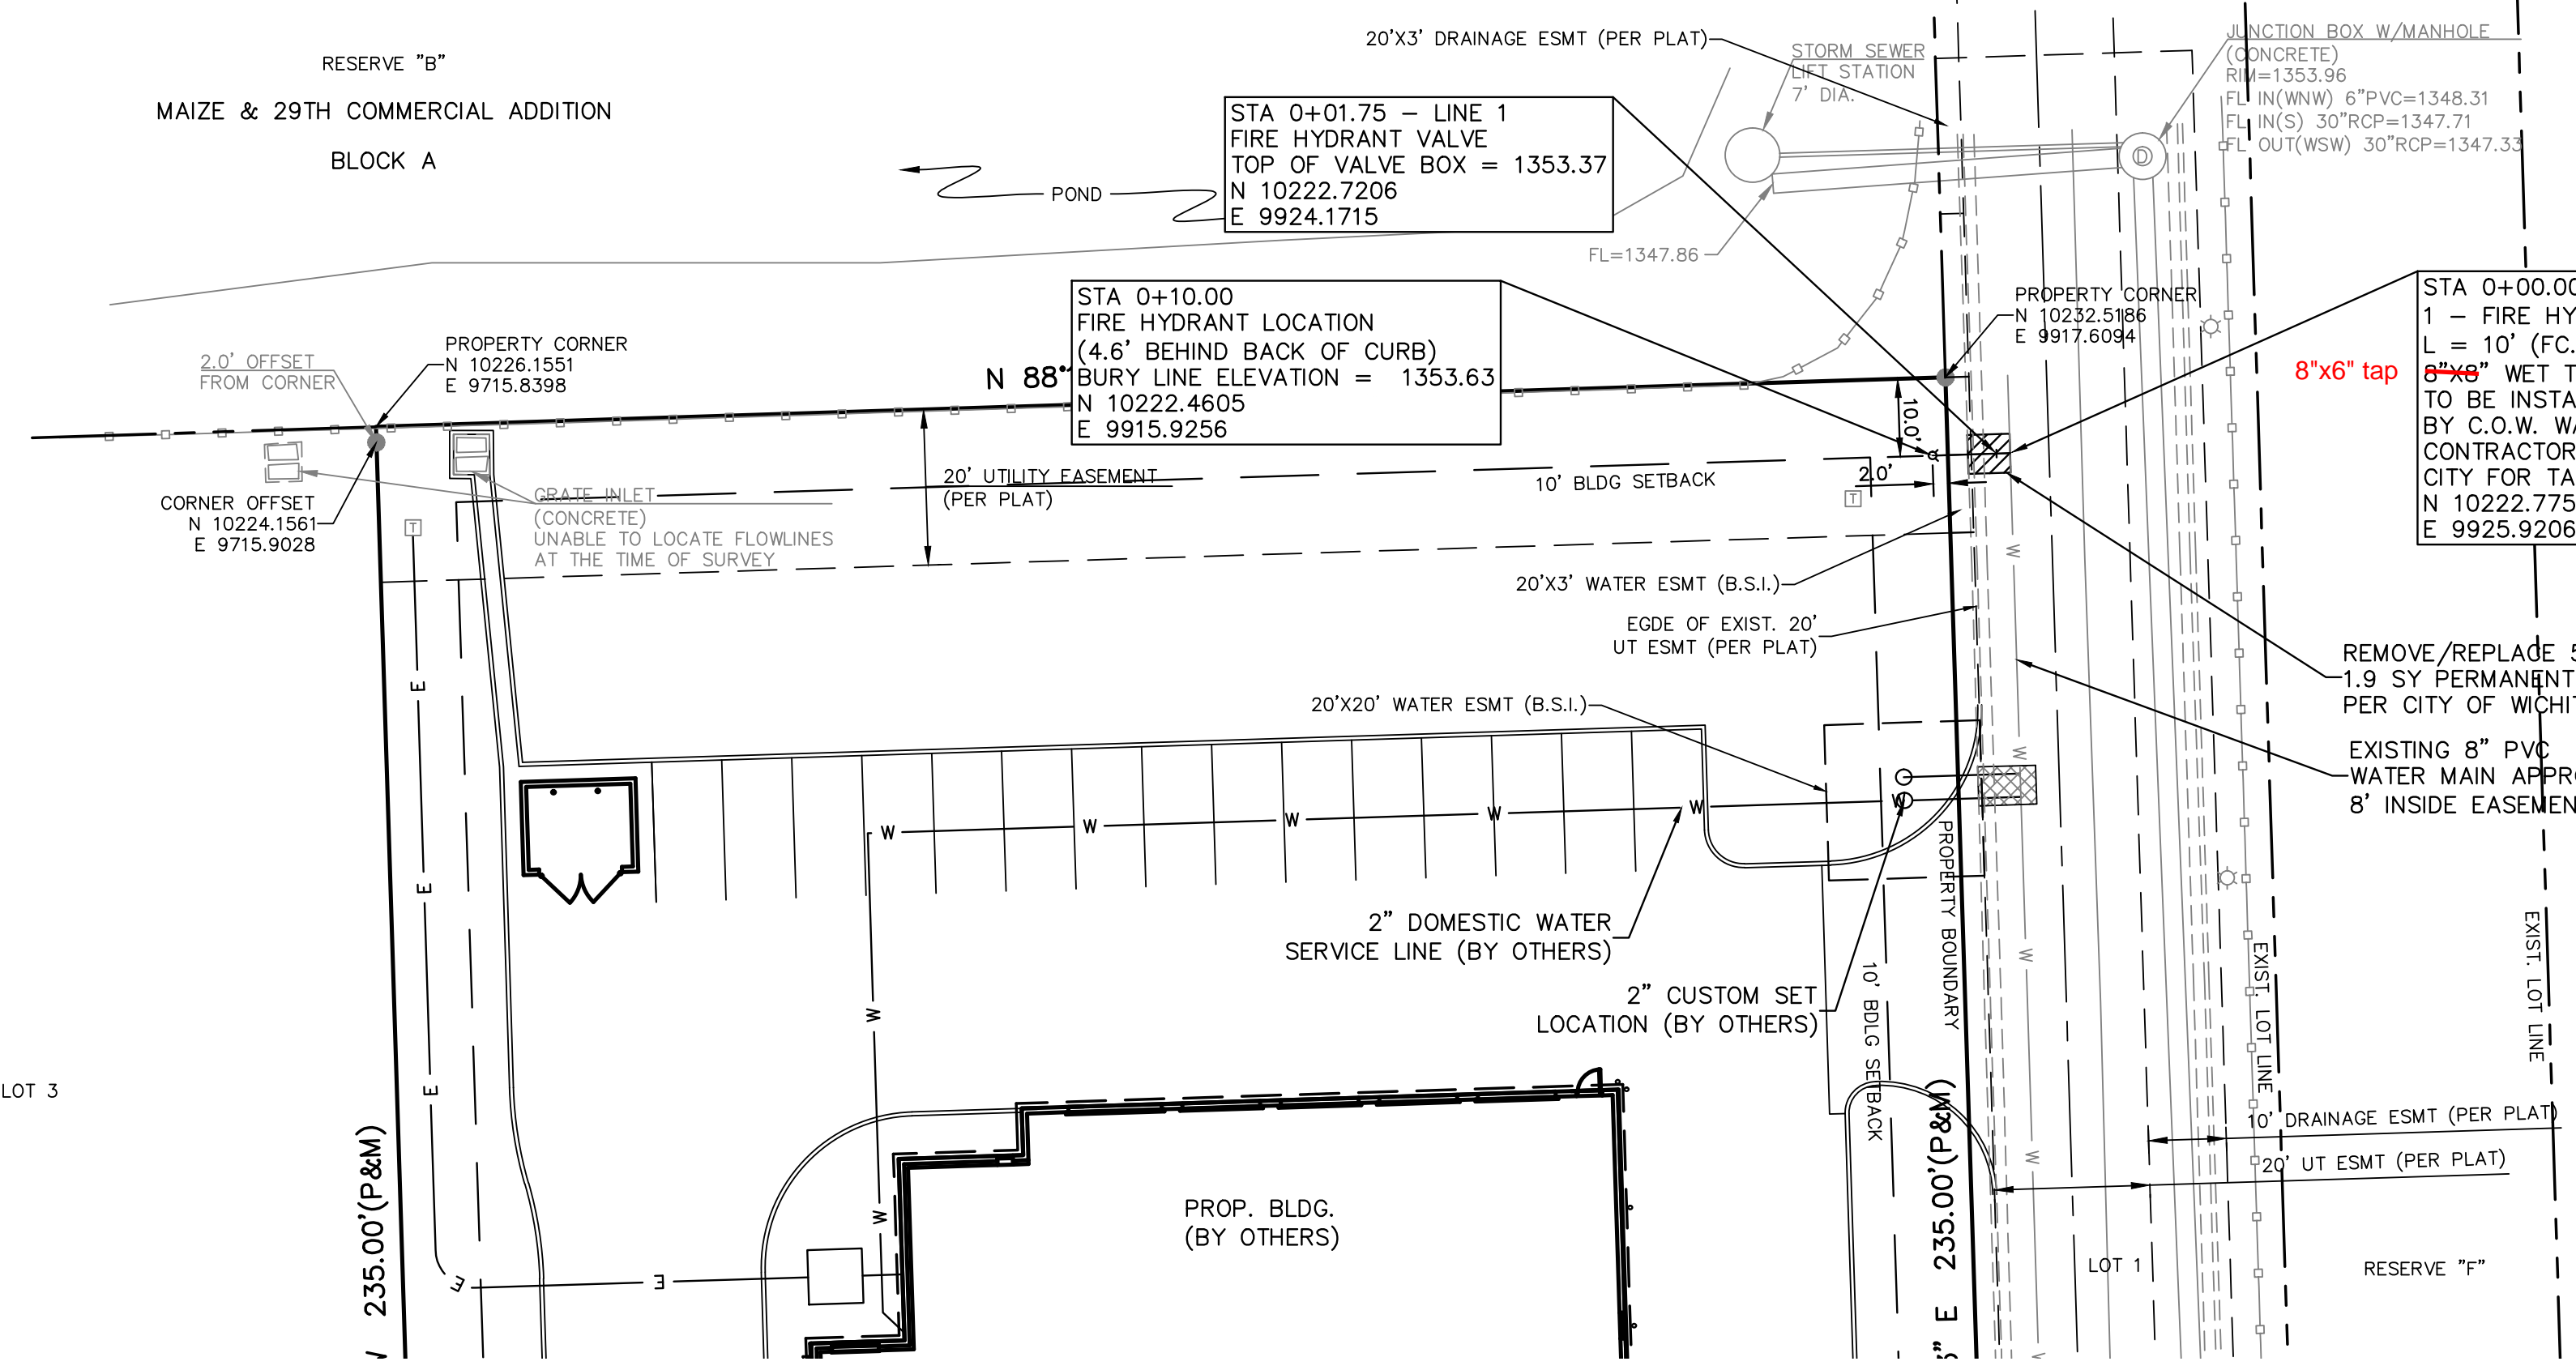 RESERVE "B"
MAIZE & 29TH COMMERCIAL ADDITION
BLOCK A
POND
20'X3' DRAINAGE ESMT (PER PLAT)
STORM SEWER
LIFT STATION
7' DIA.
JUNCTION BOX W/MANHOLE
(CONCRETE)
RIM=1353.96
FL IN(WNW) 6"PVC=1348.31
FL IN(S) 30"RCP=1347.71
FL OUT(WSW) 30"RCP=1347.33
D
STA 0+01.75 - LINE 1
FIRE HYDRANT VALVE
TOP OF VALVE BOX = 1353.37
N 10222.7206
E 9924.1715
FL=1347.86
STA 0+10.00
FIRE HYDRANT LOCATION
(4.6' BEHIND BACK OF CURB)
BURY LINE ELEVATION = 1353.63
N 10222.4605
E 9915.9256
N 88°
PROPERTY CORNER
N 10232.5186
E 9917.6094
STA 0+00.00
1 - FIRE HY
L = 10' (FC.
8"X8" WET T
TO BE INSTA
BY C.O.W. WA
CONTRACTOR
CITY FOR TA
N 10222.775
E 9925.9206
8"x6" tap
2.0' OFFSET
FROM CORNER
PROPERTY CORNER
N 10226.1551
E 9715.8398
CORNER OFFSET
N 10224.1561
E 9715.9028
GRATE INLET
(CONCRETE)
UNABLE TO LOCATE FLOWLINES
AT THE TIME OF SURVEY
20' UTILITY EASEMENT
(PER PLAT)
10' BLDG SETBACK
10.0'
2.0'
T
T
20'X3' WATER ESMT (B.S.I.)
EGDE OF EXIST. 20'
UT ESMT (PER PLAT)
20'X20' WATER ESMT (B.S.I.)
REMOVE/REPLACE 5
1.9 SY PERMANENT
PER CITY OF WICHIT
EXISTING 8" PVC
WATER MAIN APPRO
8' INSIDE EASEMEN
W
W
W
W
W
W
W
W
W
W
W
W
W
W
E
E
E
E
E
2" DOMESTIC WATER
SERVICE LINE (BY OTHERS)
2" CUSTOM SET
LOCATION (BY OTHERS)
PROPERTY BOUNDARY
10' BDLG SETBACK
EXIST. LOT LINE
EXIST. LOT LINE
10' DRAINAGE ESMT (PER PLAT)
20' UT ESMT (PER PLAT)
LOT 3
235.00'(P&M)
PROP. BLDG.
(BY OTHERS)
E 235.00'(P&M)
LOT 1
RESERVE "F"